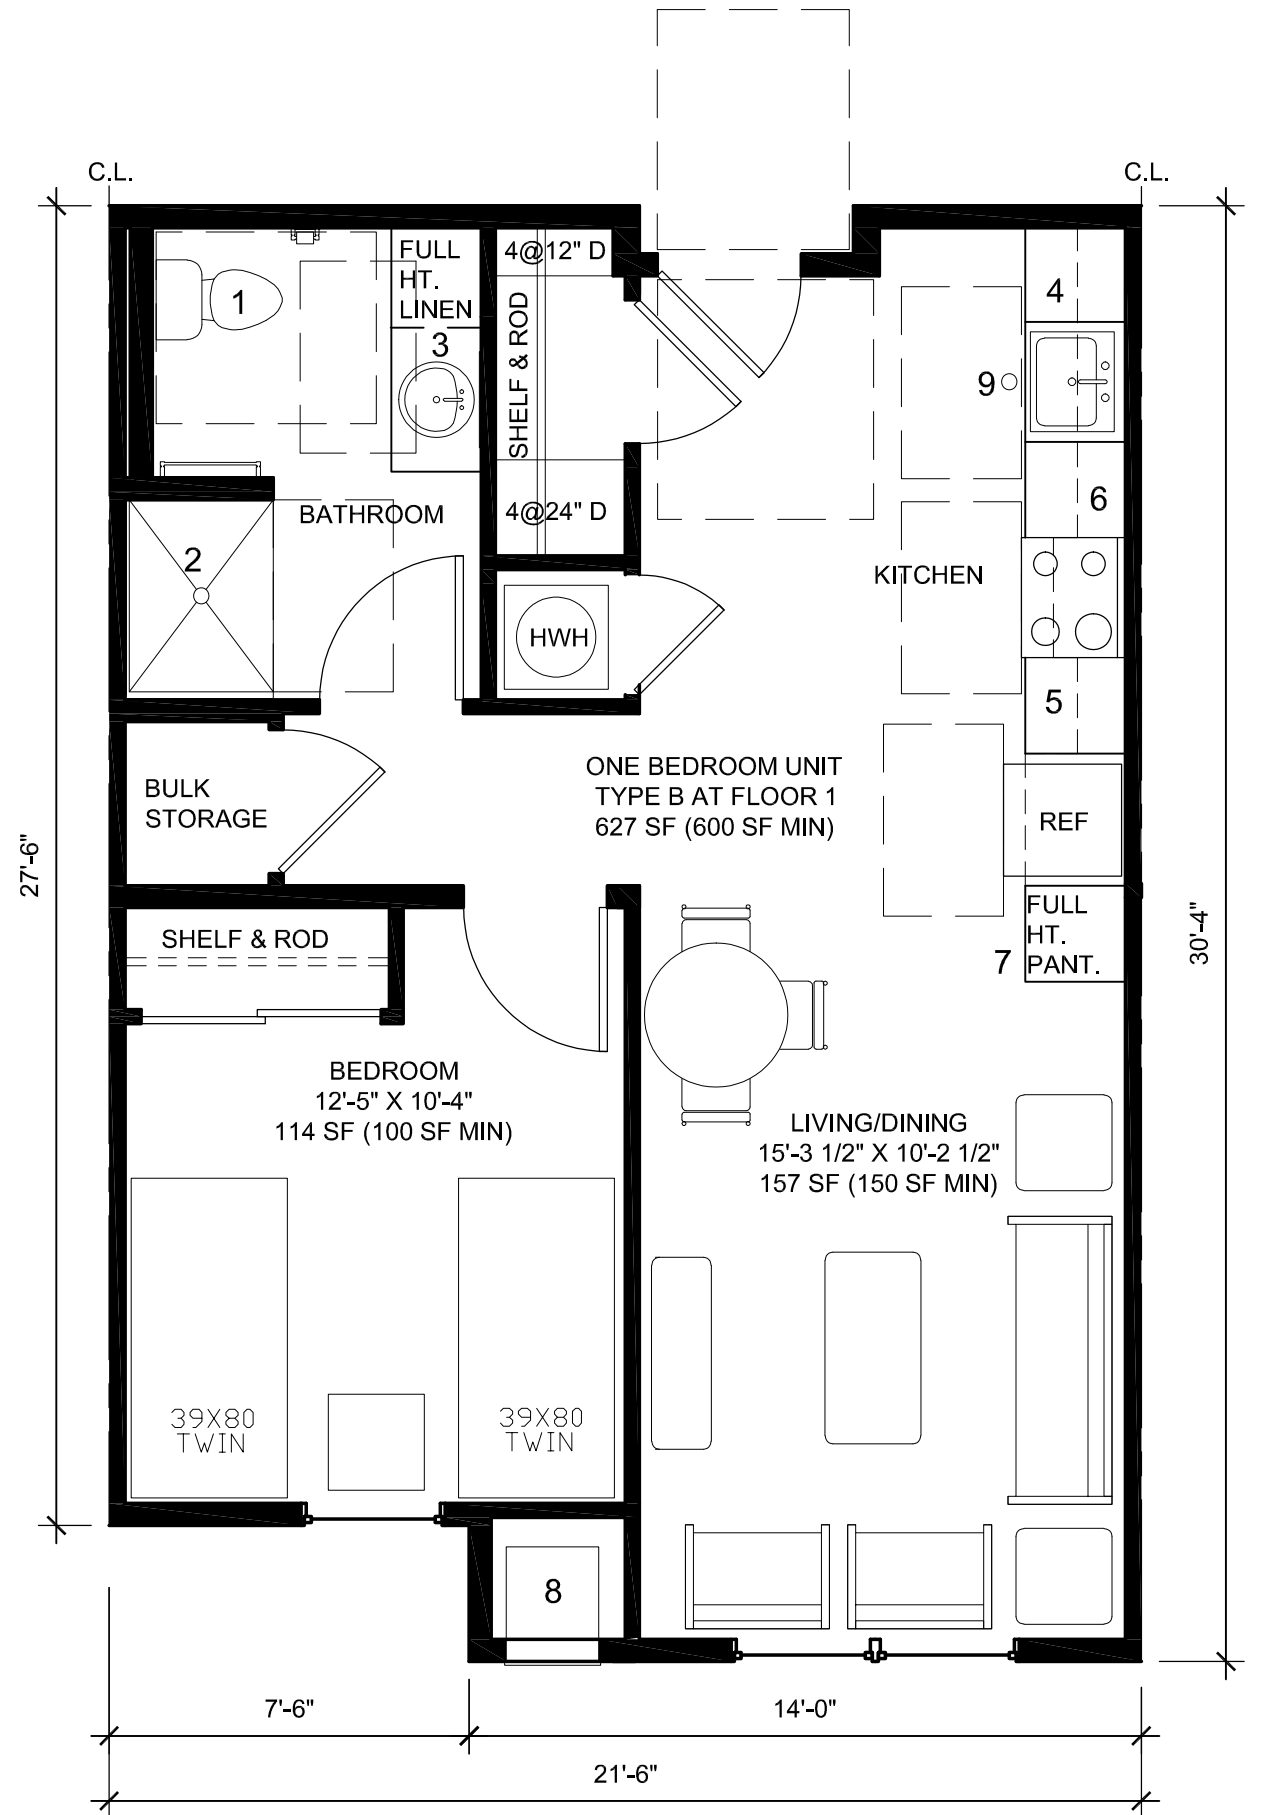 C.L.
C.L.
FULL
HT.
LINEN
4@12" D
1
3
SHELF & ROD
4
9
4@24" D
BATHROOM
6
2
KITCHEN
HWH
5
ONE BEDROOM UNIT
TYPE B AT FLOOR 1
627 SF (600 SF MIN)
BULK
STORAGE
REF
27'-6"
30'-4"
FULL
HT.
PANT.
7
SHELF & ROD
BEDROOM
12'-5" X 10'-4"
114 SF (100 SF MIN)
LIVING/DINING
15'-3 1/2" X 10'-2 1/2"
157 SF (150 SF MIN)
39X80
TWIN
39X80
TWIN
8
7'-6"
14'-0"
21'-6"